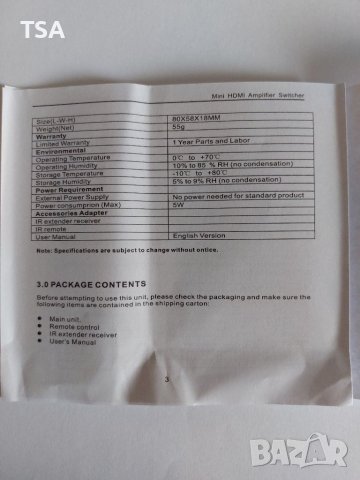 TSA
Mini HDMI Amplifier Switcher
Size(L-W-H) 80X58X18MM
Weight(Net) 55g
Warranty
Limited Warranty 1 Year Parts and Labor
Environmental
Operating Temperature 0℃ to +70℃
Operating Humidity 10% to 85 % RH (no condensation)
Storage Temperature -10℃ to +80℃
Storage Humidity 5% to 9% RH (no condensation)
Power Requirement
External Power Supply No power needed for standard product
Power consumprion (Max) 5W
Accessories Adapter
IR extender receiver
IR remote
User Manual English Version
Note: Specifications are subject to change without ontice.
3.0 PACKAGE CONTENTS
Before attempting to use this unit, please check the packaging and make sure the
following items are contained in the shipping carton:
● Main unit.
● Remote control
● IR extender receiver
● User's Manual
3
BAZAR